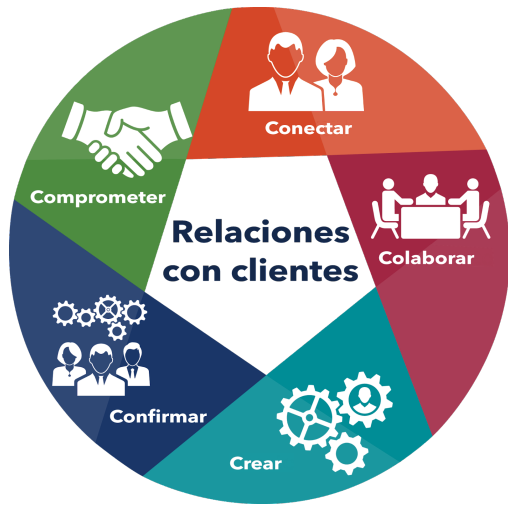 Conectar
Comprometer
Relaciones
con clientes
Colaborar
Confirmar
Crear